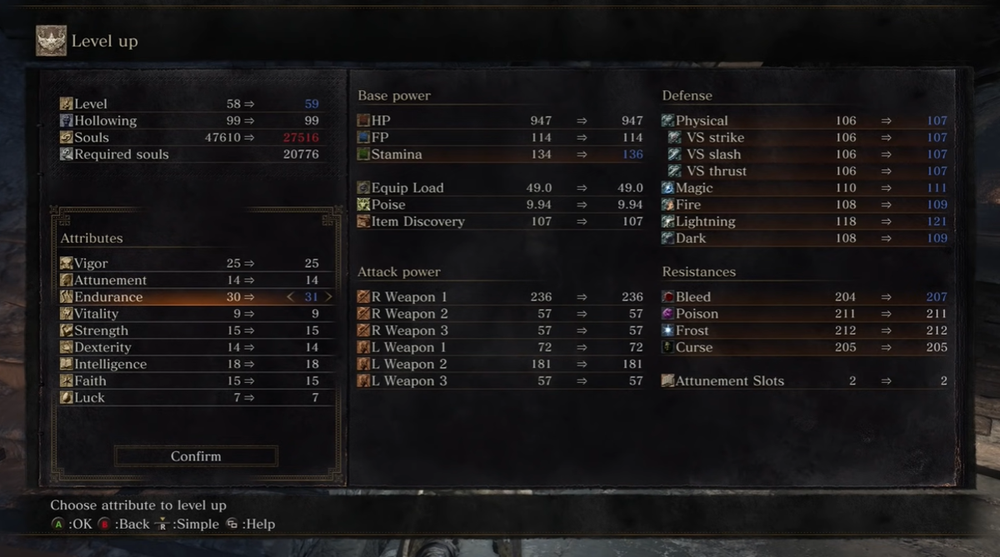 Level up
Level 58 ⇒ 59
Hollowing 99 ⇒ 99
Souls 47610 ⇒ 27516
Required souls 20776
Attributes
Vigor 25 ⇒ 25
Attunement 14 ⇒ 14
Endurance 30 ⇒ < 31 >
Vitality 9 ⇒ 9
Strength 15 ⇒ 15
Dexterity 14 ⇒ 14
Intelligence 18 ⇒ 18
Faith 15 ⇒ 15
Luck 7 ⇒ 7
Confirm
Base power
HP 947 ⇒ 947
FP 114 ⇒ 114
Stamina 134 ⇒ 136
Equip Load 49.0 ⇒ 49.0
Poise 9.94 ⇒ 9.94
Item Discovery 107 ⇒ 107
Attack power
R Weapon 1 236 ⇒ 236
R Weapon 2 57 ⇒ 57
R Weapon 3 57 ⇒ 57
L Weapon 1 72 ⇒ 72
L Weapon 2 181 ⇒ 181
L Weapon 3 57 ⇒ 57
Defense
Physical 106 ⇒ 107
VS strike 106 ⇒ 107
VS slash 106 ⇒ 107
VS thrust 106 ⇒ 107
Magic 110 ⇒ 111
Fire 108 ⇒ 109
Lightning 118 ⇒ 121
Dark 108 ⇒ 109
Resistances
Bleed 204 ⇒ 207
Poison 211 ⇒ 211
Frost 212 ⇒ 212
Curse 205 ⇒ 205
Attunement Slots 2 ⇒ 2
Choose attribute to level up
A :OK B :Back R :Simple :Help